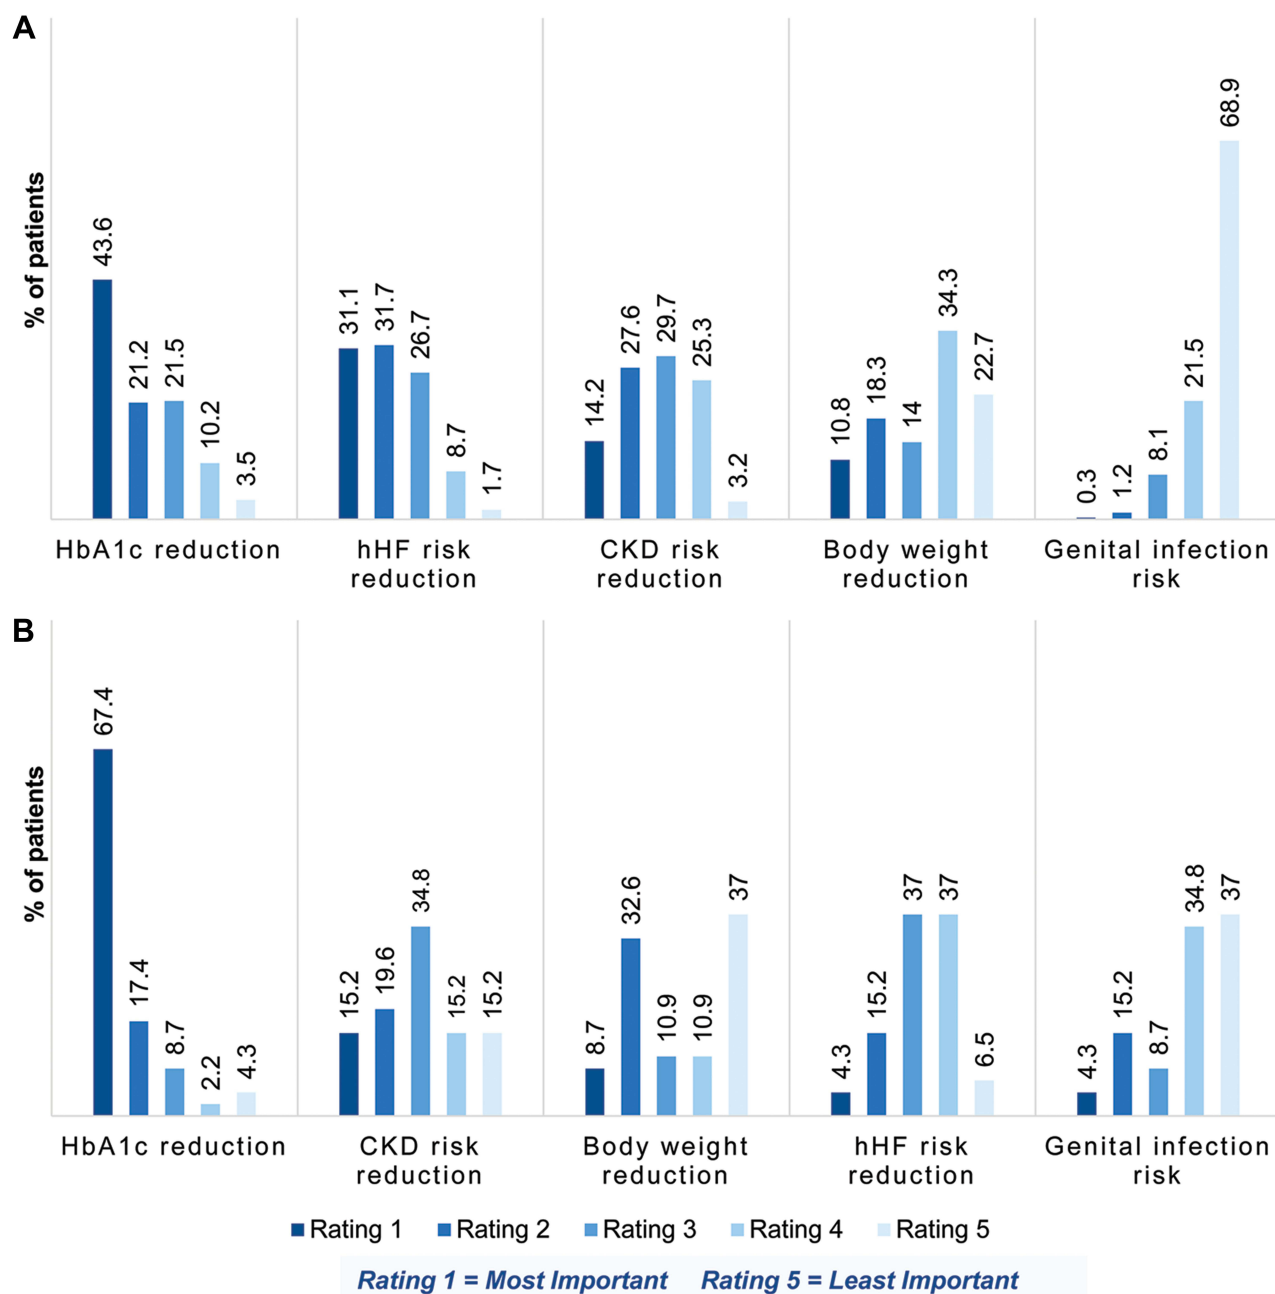 A
% of patients
43.6
21.2
21.5
10.2
3.5
31.1
31.7
26.7
8.7
1.7
14.2
27.6
29.7
25.3
3.2
10.8
18.3
14
34.3
22.7
0.3
1.2
8.1
21.5
68.9
HbA1c reduction
hHF risk
reduction
CKD risk
reduction
Body weight
reduction
Genital infection
risk
B
% of patients
67.4
17.4
8.7
2.2
4.3
15.2
19.6
34.8
15.2
15.2
8.7
32.6
10.9
10.9
37
4.3
15.2
37
37
6.5
4.3
15.2
8.7
34.8
37
HbA1c reduction
CKD risk
reduction
Body weight
reduction
hHF risk
reduction
Genital infection
risk
Rating 1 Rating 2 Rating 3 Rating 4 Rating 5
Rating 1 = Most Important Rating 5 = Least Important